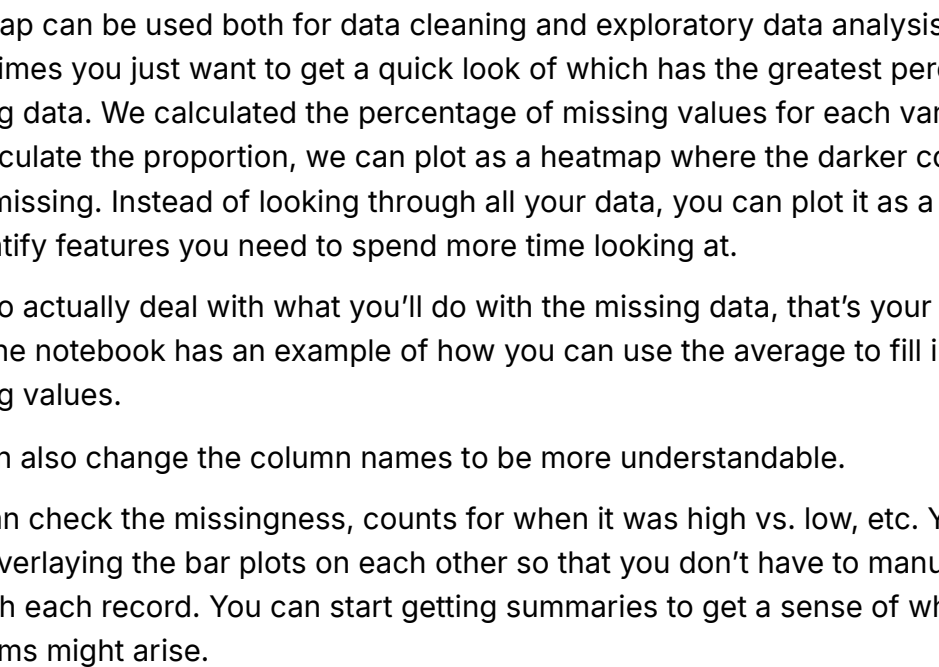 ap can be used both for data cleaning and exploratory data analysis
imes you just want to get a quick look of which has the greatest per
g data. We calculated the percentage of missing values for each var
culate the proportion, we can plot as a heatmap where the darker co
missing. Instead of looking through all your data, you can plot it as a
tify features you need to spend more time looking at.
o actually deal with what you’ll do with the missing data, that’s your
he notebook has an example of how you can use the average to fill i
g values.
n also change the column names to be more understandable.
an check the missingness, counts for when it was high vs. low, etc. Y
verlaying the bar plots on each other so that you don’t have to manu
h each record. You can start getting summaries to get a sense of wh
ms might arise.